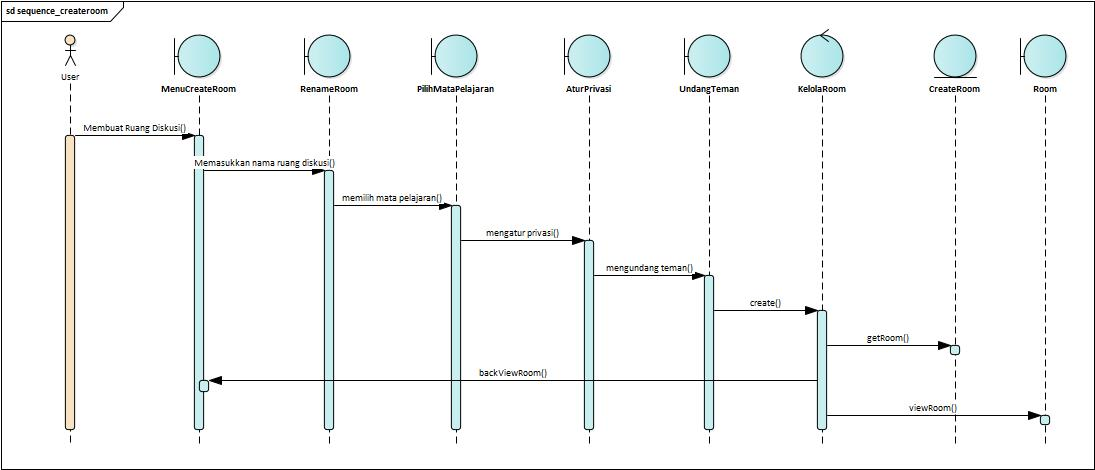 sd sequence_createroom
User
MenuCreateRoom
RenameRoom
PilihMataPelajaran
AturPrivasi
UndangTeman
KelolaRoom
CreateRoom
Room
Membuat Ruang Diskusi()
Memasukkan nama ruang diskusi()
memilih mata pelajaran()
mengatur privasi()
mengundang teman()
create()
getRoom()
backViewRoom()
viewRoom()